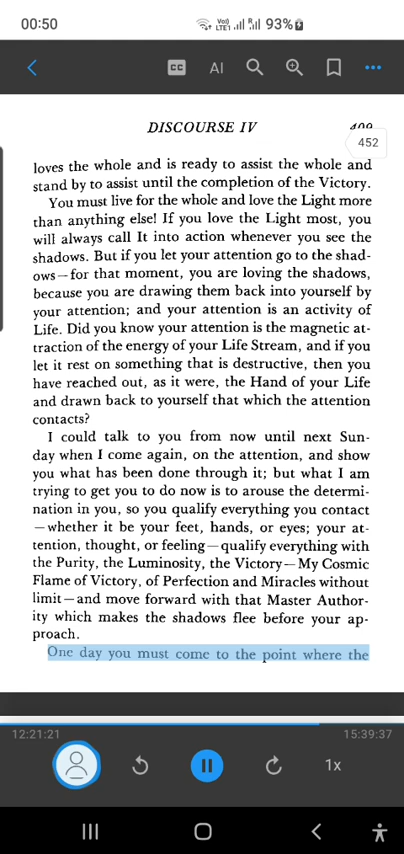 00:50
Vo)) LTE1 R 93%
CC AI
DISCOURSE IV 409
452
loves the whole and is ready to assist the whole and
stand by to assist until the completion of the Victory.
You must live for the whole and love the Light more
than anything else! If you love the Light most, you
will always call It into action whenever you see the
shadows. But if you let your attention go to the shad-
ows—for that moment, you are loving the shadows,
because you are drawing them back into yourself by
your attention; and your attention is an activity of
Life. Did you know your attention is the magnetic at-
traction of the energy of your Life Stream, and if you
let it rest on something that is destructive, then you
have reached out, as it were, the Hand of your Life
and drawn back to yourself that which the attention
contacts?
I could talk to you from now until next Sun-
day when I come again, on the attention, and show
you what has been done through it; but what I am
trying to get you to do now is to arouse the determi-
nation in you, so you qualify everything you contact
—whether it be your feet, hands, or eyes; your at-
tention, thought, or feeling—qualify everything with
the Purity, the Luminosity, the Victory—My Cosmic
Flame of Victory, of Perfection and Miracles without
limit—and move forward with that Master Author-
ity which makes the shadows flee before your ap-
proach.
One day you must come to the point where the
12:21:21 15:39:37
1x